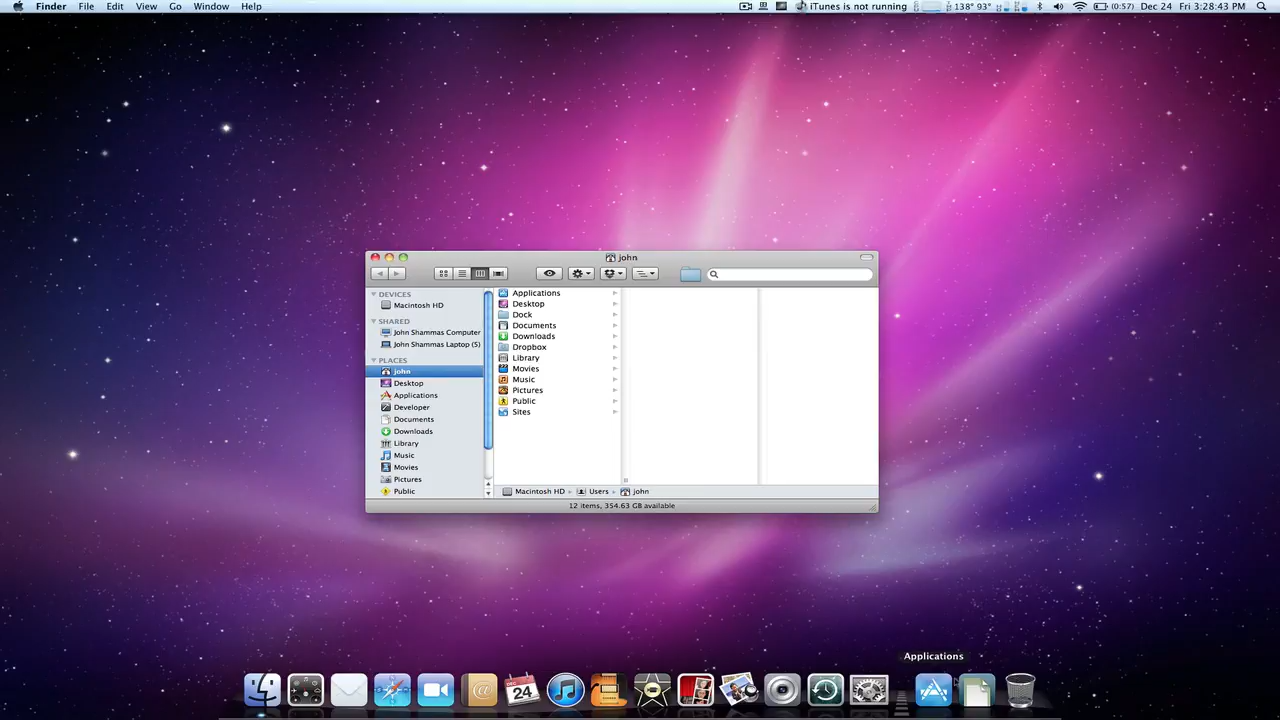 Finder File Edit View Go Window Help
iTunes is not running 138° 93° (0:57) Dec 24 Fri 3:28:43 PM
john
DEVICES
Macintosh HD
SHARED
John Shammas Computer
John Shammas Laptop (5)
PLACES
john
Desktop
Applications
Developer
Documents
Downloads
Library
Music
Movies
Pictures
Public
Applications
Desktop
Dock
Documents
Downloads
Dropbox
Library
Movies
Music
Pictures
Public
Sites
Macintosh HD Users john
12 items, 354.63 GB available
Applications
DEC
24